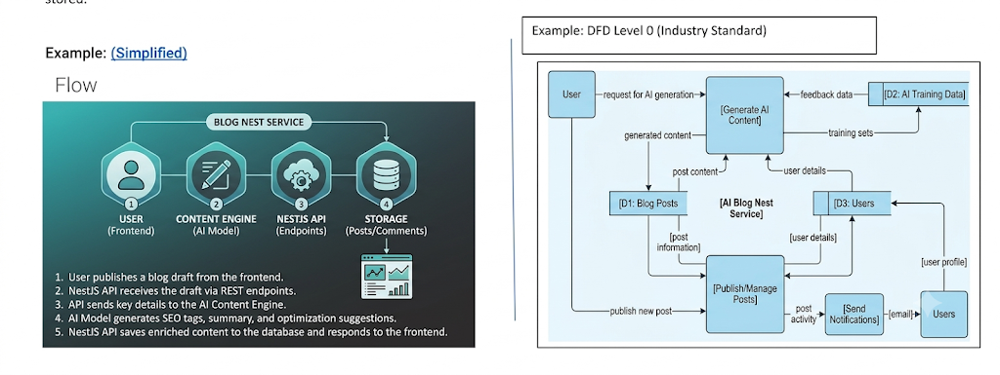 stored.
Example: (Simplified)
Flow
BLOG NEST SERVICE
1
2
3
4
USER
(Frontend)
CONTENT ENGINE
(AI Model)
NESTJS API
(Endpoints)
STORAGE
(Posts/Comments)
1. User publishes a blog draft from the frontend.
2. NestJS API receives the draft via REST endpoints.
3. API sends key details to the AI Content Engine.
4. AI Model generates SEO tags, summary, and optimization suggestions.
5. NestJS API saves enriched content to the database and responds to the frontend.
Example: DFD Level 0 (Industry Standard)
User
request for AI generation
[Generate AI
Content]
feedback data
[D2: AI Training Data]
training sets
generated content
post content
user details
[D1: Blog Posts
[AI Blog Nest
Service]
[D3: Users
[post
information]
[user details]
[user profile]
[Publish/Manage
Posts]
publish new post
post
activity
[Send
Notifications]
[email]
Users